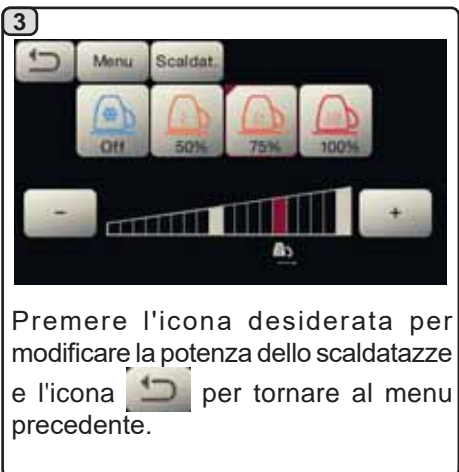 3
Menu Scaldat.
Off 50% 75% 100%
- +
Premere l'icona desiderata per
modificare la potenza dello scaldatazze
e l'icona per tornare al menu
precedente.